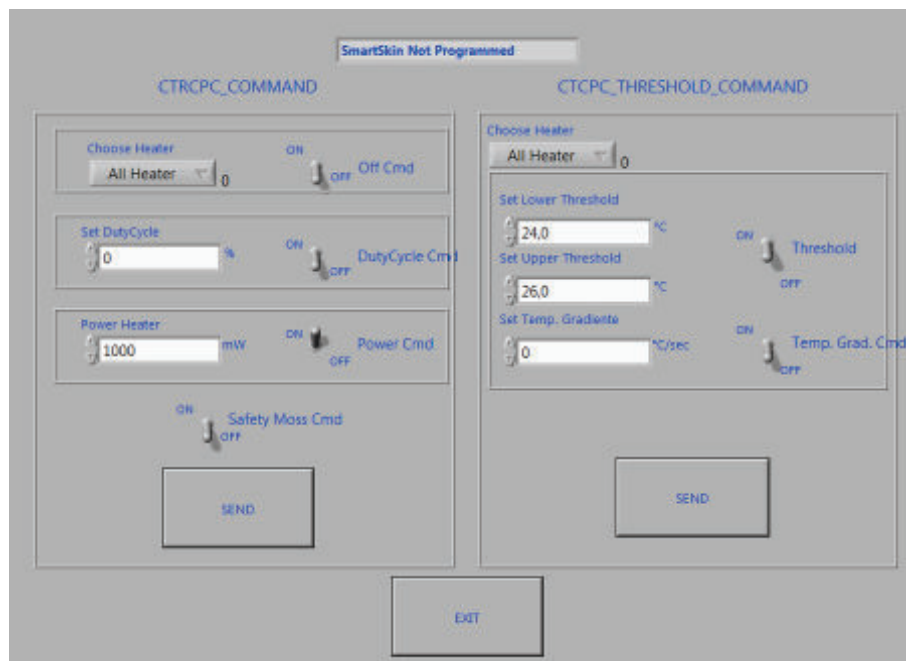 SmartSkin Not Programmed
CTRCPC_COMMAND
Choose Heater
All Heater 0
ON
OFF
Off Cmd
Set DutyCycle
0 %
ON
OFF
DutyCycle Cmd
Power Heater
1000 mW
ON
OFF
Power Cmd
ON
OFF
Safety Moss Cmd
SEND
CTCPC_THRESHOLD_COMMAND
Choose Heater
All Heater 0
Set Lower Threshold
24,0 °C
Set Upper Threshold
26,0 °C
ON
Threshold
OFF
Set Temp. Gradiente
0 °C/sec
ON
Temp. Grad. Cmd
OFF
SEND
EXIT